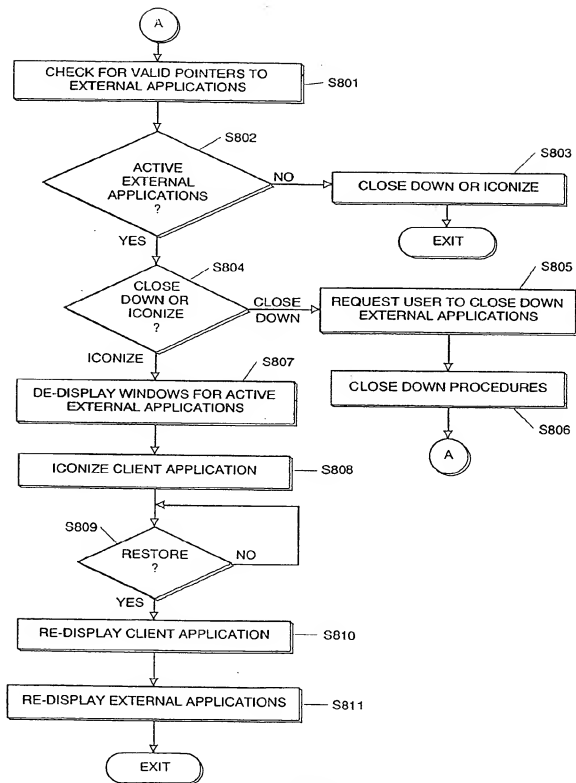 A
CHECK FOR VALID POINTERS TO
EXTERNAL APPLICATIONS
S801
S802
ACTIVE
EXTERNAL
APPLICATIONS
?
NO
YES
S803
CLOSE DOWN OR ICONIZE
EXIT
S804
CLOSE
DOWN OR
ICONIZE
?
CLOSE
DOWN
ICONIZE
S805
REQUEST USER TO CLOSE DOWN
EXTERNAL APPLICATIONS
CLOSE DOWN PROCEDURES
S806
A
S807
DE-DISPLAY WINDOWS FOR ACTIVE
EXTERNAL APPLICATIONS
ICONIZE CLIENT APPLICATION
S808
S809
RESTORE
?
NO
YES
RE-DISPLAY CLIENT APPLICATION
S810
RE-DISPLAY EXTERNAL APPLICATIONS
S811
EXIT